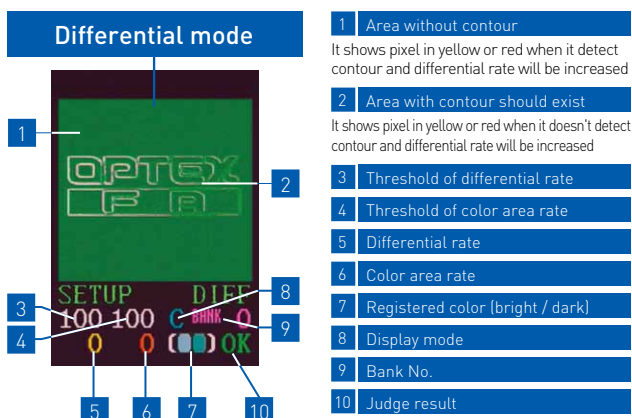 Differential mode
1
2
OPTEX
F A
SETUP DIFF
100 100 C BANK 0
0 0 ( ) OK
3
4
5
6
7
8
9
10
1 Area without contour
It shows pixel in yellow or red when it detect
contour and differential rate will be increased
2 Area with contour should exist
It shows pixel in yellow or red when it doesn't detect
contour and differential rate will be increased
3 Threshold of differential rate
4 Threshold of color area rate
5 Differential rate
6 Color area rate
7 Registered color (bright / dark)
8 Display mode
9 Bank No.
10 Judge result